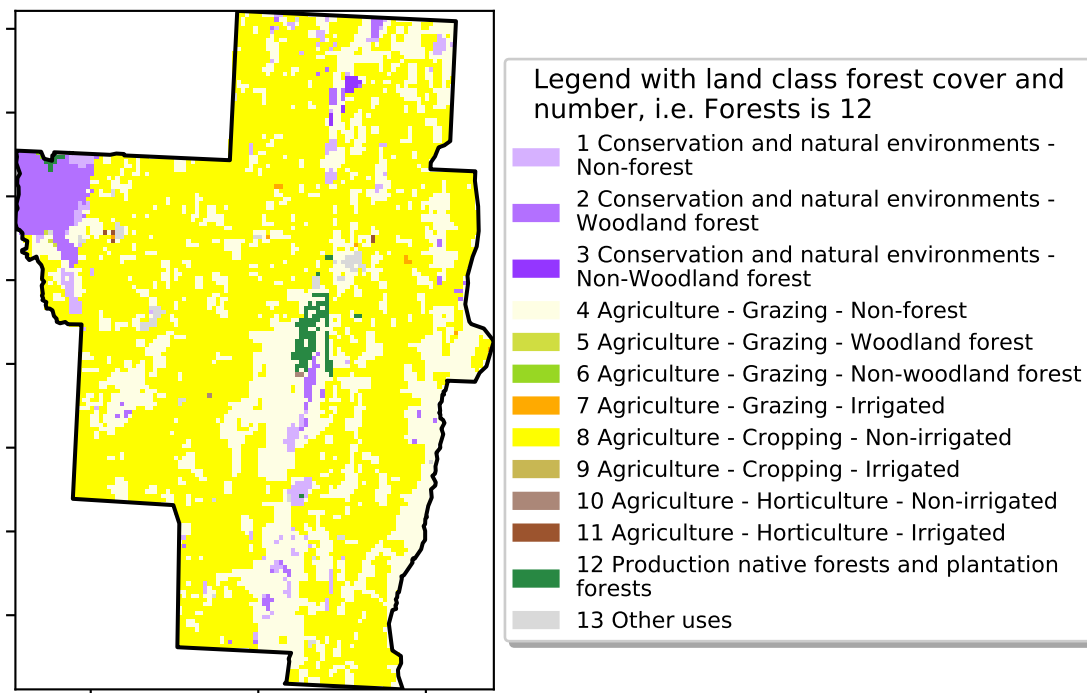 Legend with land class forest cover and
number, i.e. Forests is 12
1 Conservation and natural environments -
Non-forest
2 Conservation and natural environments -
Woodland forest
3 Conservation and natural environments -
Non-Woodland forest
4 Agriculture - Grazing - Non-forest
5 Agriculture - Grazing - Woodland forest
6 Agriculture - Grazing - Non-woodland forest
7 Agriculture - Grazing - Irrigated
8 Agriculture - Cropping - Non-irrigated
9 Agriculture - Cropping - Irrigated
10 Agriculture - Horticulture - Non-irrigated
11 Agriculture - Horticulture - Irrigated
12 Production native forests and plantation
forests
13 Other uses